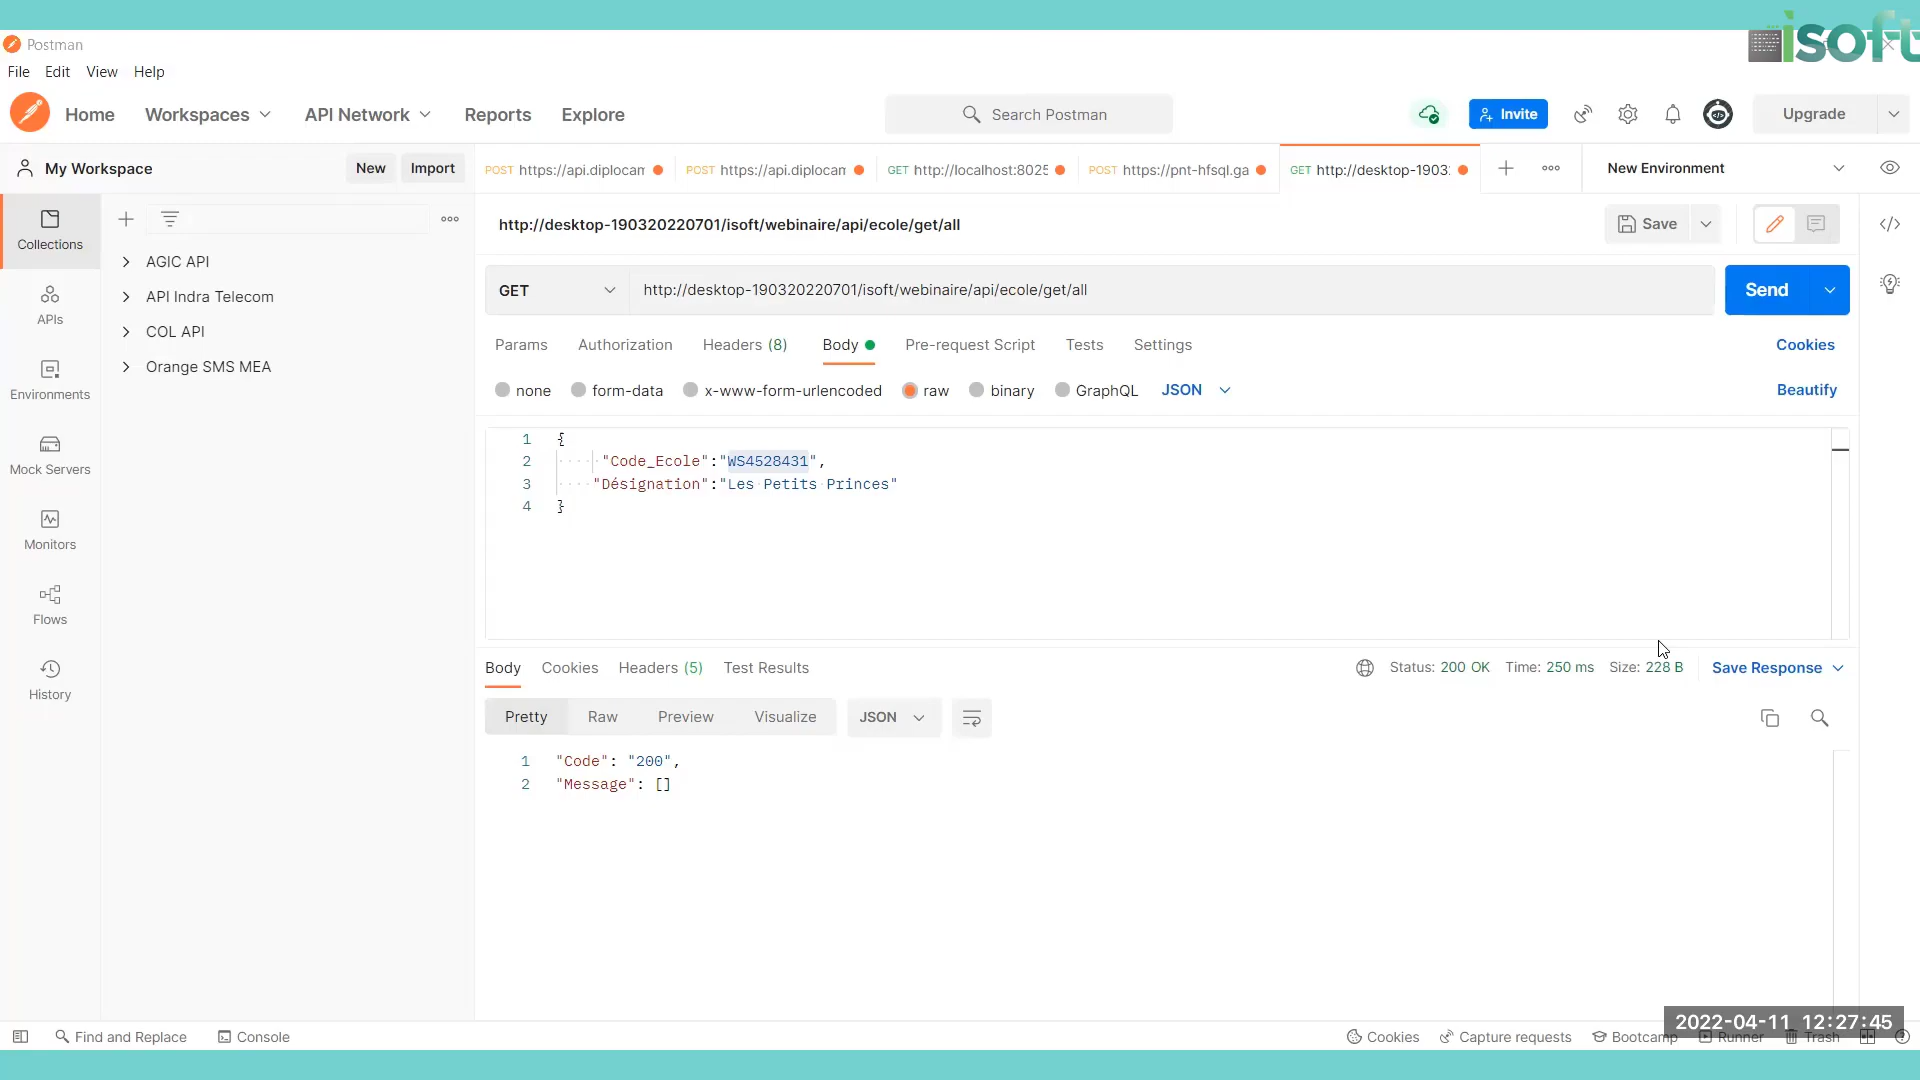 isoft
Postman
File Edit View Help
Home Workspaces API Network Reports Explore
Search Postman
Invite
Upgrade
My Workspace
New Import
POST https://api.diplocam
POST https://api.diplocam
GET http://localhost:8025
POST https://pnt-hfsql.ga
GET http://desktop-1903
New Environment
Collections
APIs
Environments
Mock Servers
Monitors
Flows
History
AGIC API
API Indra Telecom
COL API
Orange SMS MEA
http://desktop-190320220701/isoft/webinaire/api/ecole/get/all
Save
GET
http://desktop-190320220701/isoft/webinaire/api/ecole/get/all
Send
Params Authorization Headers (8) Body Pre-request Script Tests Settings
Cookies
none form-data x-www-form-urlencoded raw binary GraphQL JSON
Beautify
1 {
2 "Code_Ecole":"WS4528431",
3 "Désignation":"Les Petits Princes"
4 }
Body Cookies Headers (5) Test Results
Status: 200 OK Time: 250 ms Size: 228 B
Save Response
Pretty Raw Preview Visualize JSON
1 "Code": "200",
2 "Message": []
2022-04-11 12:27:45
Find and Replace Console
Cookies Capture requests Bootcamp Runner Trash